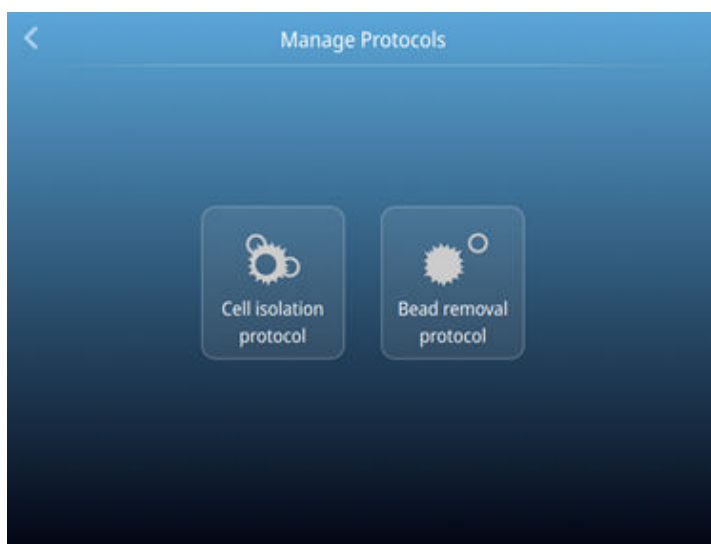 Manage Protocols
Cell isolation
protocol
Bead removal
protocol